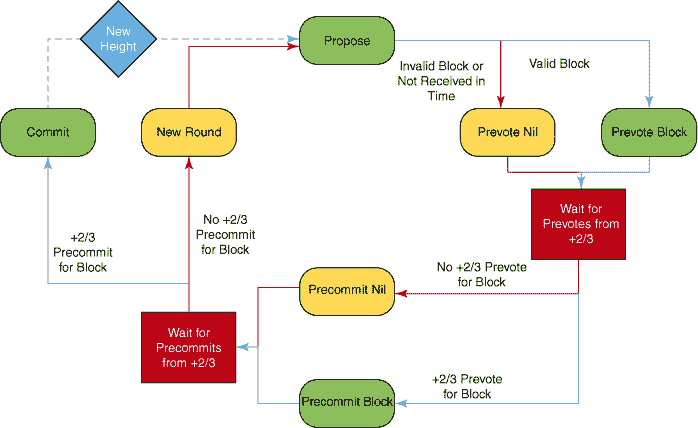 New
Height
Propose
Invalid Block or
Not Received in
Time
Valid Block
Commit
New Round
Prevote Nil
Prevote Block
Wait for
Prevotes from
+2/3
+2/3
Precommit
for Block
No +2/3
Precommit
for Block
No +2/3 Prevote
for Block
Precommit Nil
Wait for
Precommits
from +2/3
+2/3 Prevote
for Block
Precommit Block